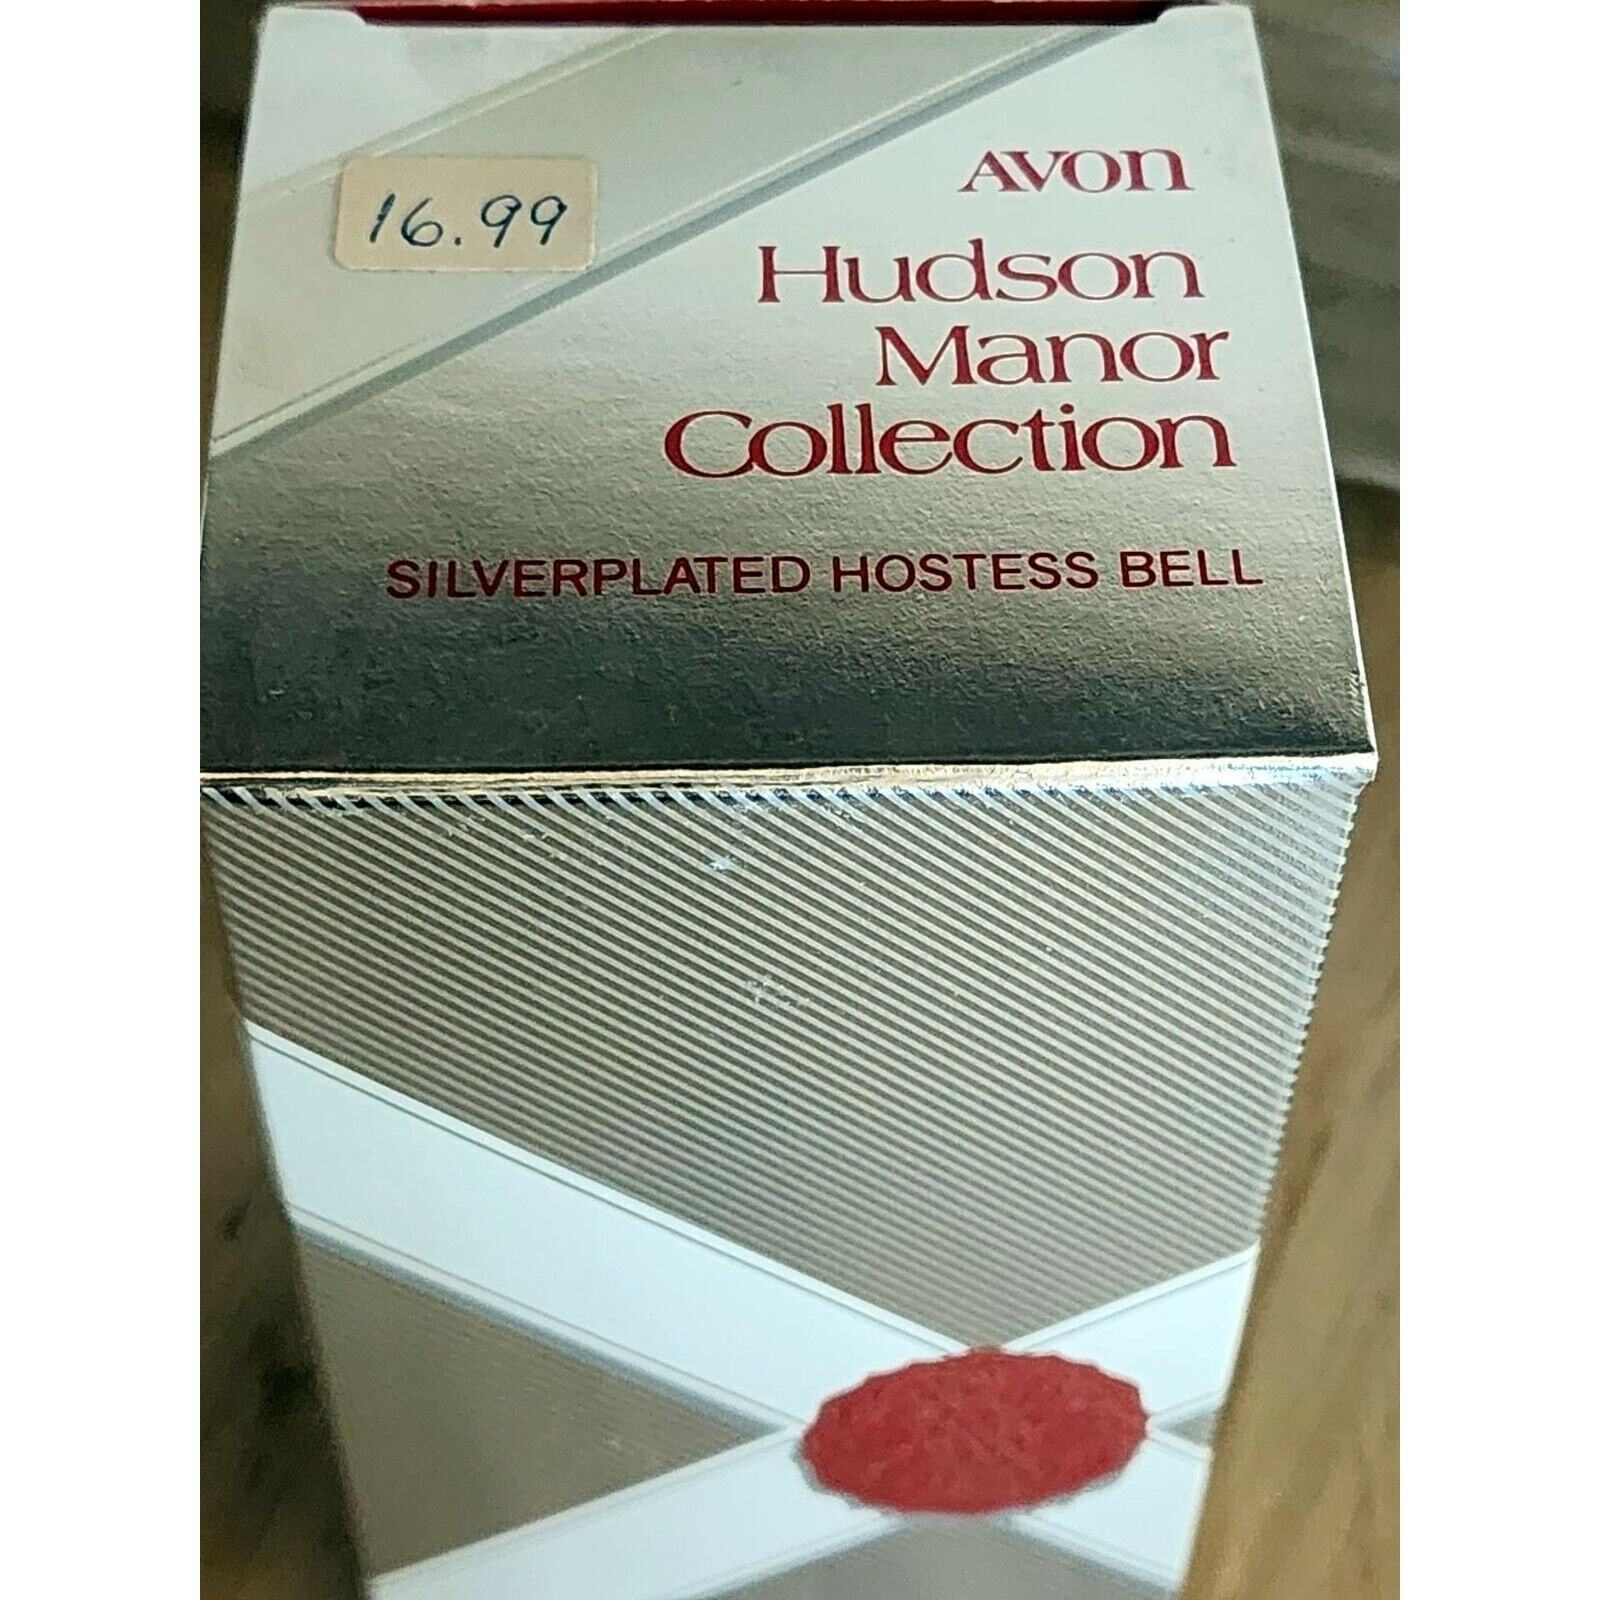 16.99
AVON
Hudson
Manor
Collection
SILVERPLATED HOSTESS BELL